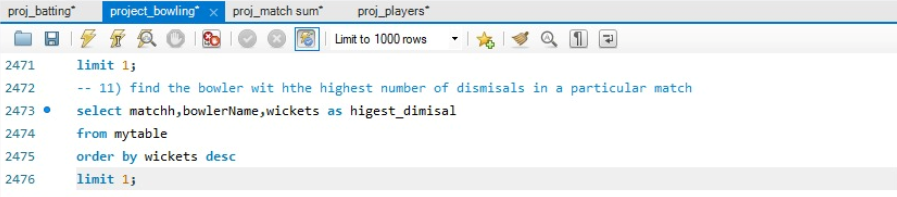 proj_batting* project_bowling* × proj_match sum* proj_players*
Limit to 1000 rows
2471 limit 1;
2472 -- 11) find the bowler wit hthe highest number of dismisals in a particular match
2473 select matchh,bowlerName,wickets as higest_dimisal
2474 from mytable
2475 order by wickets desc
2476 limit 1;